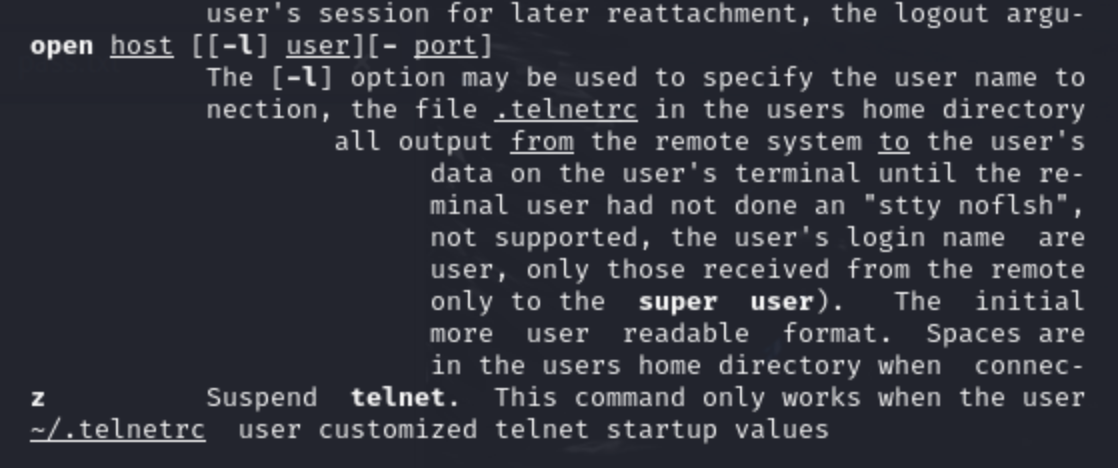 user's session for later reattachment, the logout argu-
open host [[-l] user][- port]
The [-l] option may be used to specify the user name to
nection, the file .telnetrc in the users home directory
all output from the remote system to the user's
data on the user's terminal until the re-
minal user had not done an "stty noflsh",
not supported, the user's login name  are
user, only those received from the remote
only to the  super  user).   The  initial
more  user  readable  format.  Spaces are
in the users home directory when  connec-
z          Suspend  telnet.  This command only works when the user
~/.telnetrc  user customized telnet startup values